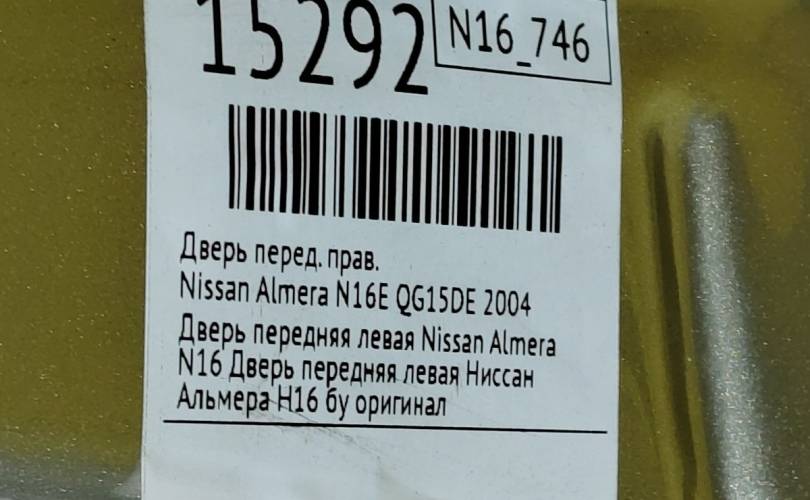 15292
N16_746
Дверь перед. прав.
Nissan Almera N16E QG15DE 2004
Дверь передняя левая Nissan Almera
N16 Дверь передняя левая Ниссан
Альмера Н16 бу оригинал